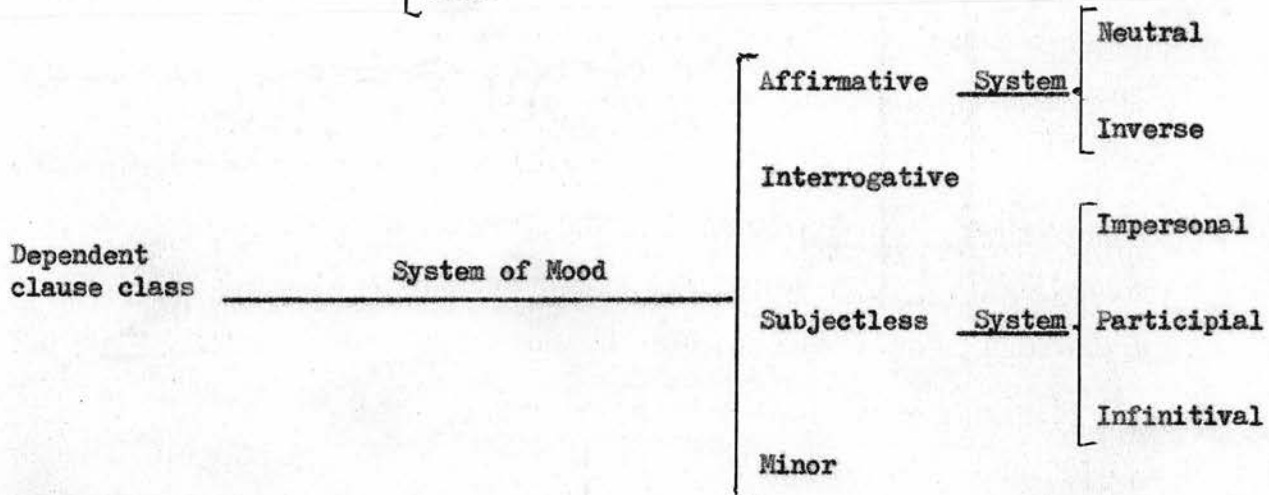 Neutral
Affirmative System
Inverse
Interrogative
Impersonal
Dependent
clause class
System of Mood
Subjectless System Participial
Infinitival
Minor